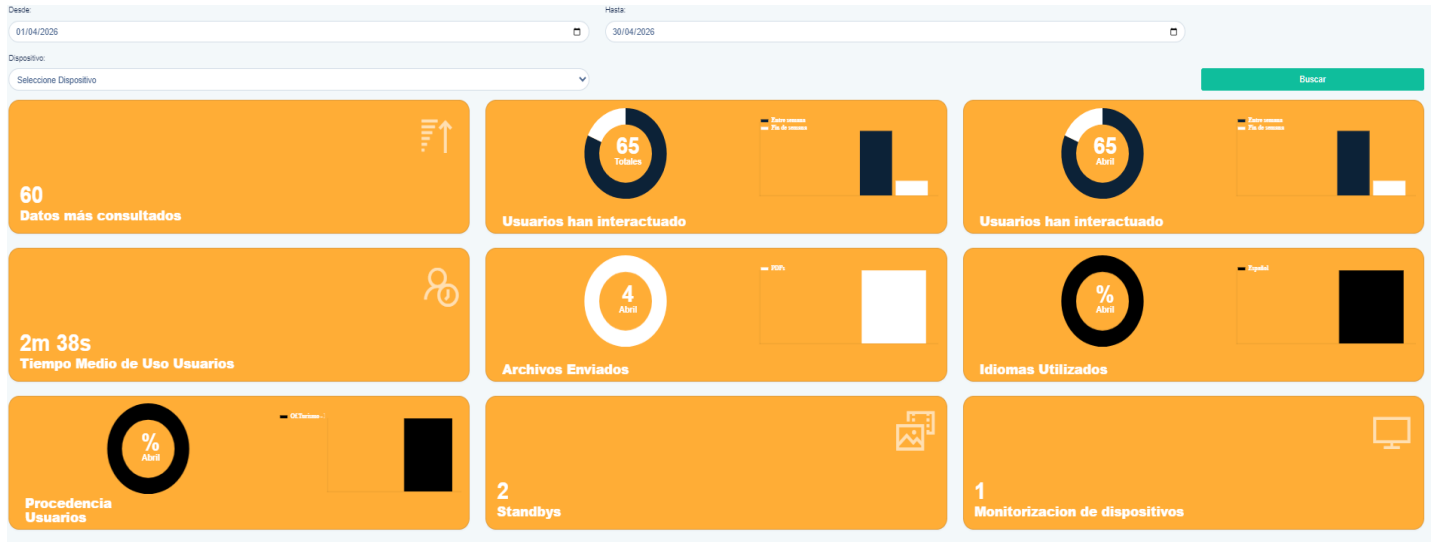 Desde:
Hasta:
01/04/2026
30/04/2026
Dispositivo:
Seleccione Dispositivo
Buscar
60
Datos más consultados
65
Totales
Entre semana
Fin de semana
Usuarios han interactuado
65
Abril
Entre semana
Fin de semana
Usuarios han interactuado
2m 38s
Tiempo Medio de Uso Usuarios
4
Abril
PDFs
Archivos Enviados
%
Abril
Español
Idiomas Utilizados
%
Abril
Of.Turismo-
Procedencia
Usuarios
2
Standbys
1
Monitorizacion de dispositivos